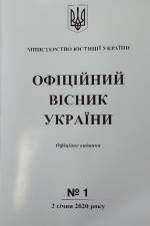 МІНІСТЕРСТВО ЮСТИЦІЇ УКРАЇНИ
ОФІЦІЙНИЙ
ВІСНИК
УКРАЇНИ
Офіційне видання
№ 1
2 січня 2020 року